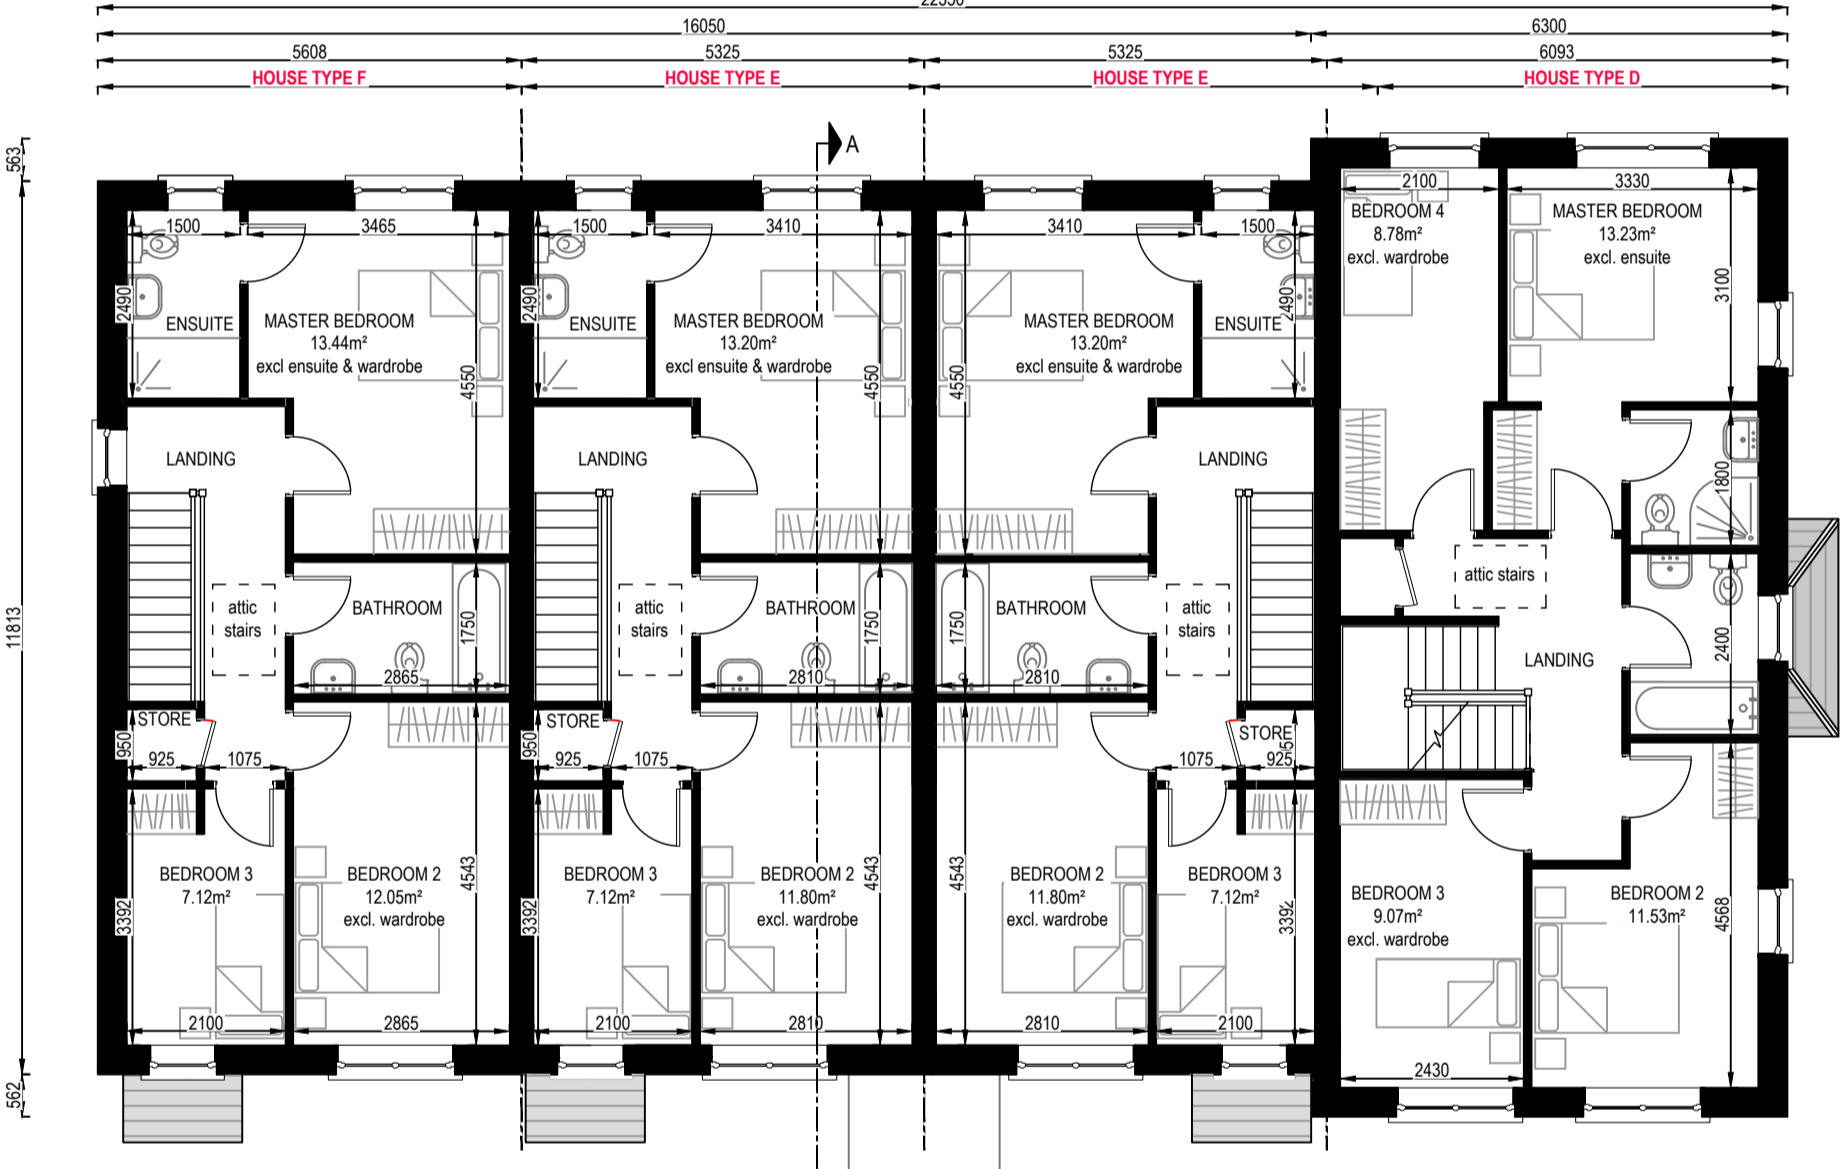 22350
16050 6300
5608 5325 5325 6093
HOUSE TYPE F HOUSE TYPE E HOUSE TYPE E HOUSE TYPE D
A
563
11813
562
1500 3465
2490
ENSUITE
MASTER BEDROOM
13.44m²
excl ensuite & wardrobe
4550
LANDING
attic
stairs
BATHROOM
1750
2865
STORE
950
925 1075
BEDROOM 3
7.12m²
3392
2100
BEDROOM 2
12.05m²
excl. wardrobe
4543
2865
1500 3410
2490
ENSUITE
MASTER BEDROOM
13.20m²
excl ensuite & wardrobe
4550
LANDING
attic
stairs
BATHROOM
1750
2810
STORE
950
925 1075
BEDROOM 3
7.12m²
3392
2100
BEDROOM 2
11.80m²
excl. wardrobe
4543
2810
3410 1500
2490
MASTER BEDROOM
13.20m²
excl ensuite & wardrobe
4550
ENSUITE
LANDING
BATHROOM
1750
2810
attic
stairs
STORE
1075 925
BEDROOM 2
11.80m²
excl. wardrobe
4543
2810
BEDROOM 3
7.12m²
3392
2100
2100 3330
BEDROOM 4
8.78m²
excl. wardrobe
MASTER BEDROOM
13.23m²
excl. ensuite
3100
1800
attic stairs
2400
LANDING
BEDROOM 3
9.07m²
excl. wardrobe
2430
BEDROOM 2
11.53m²
4568